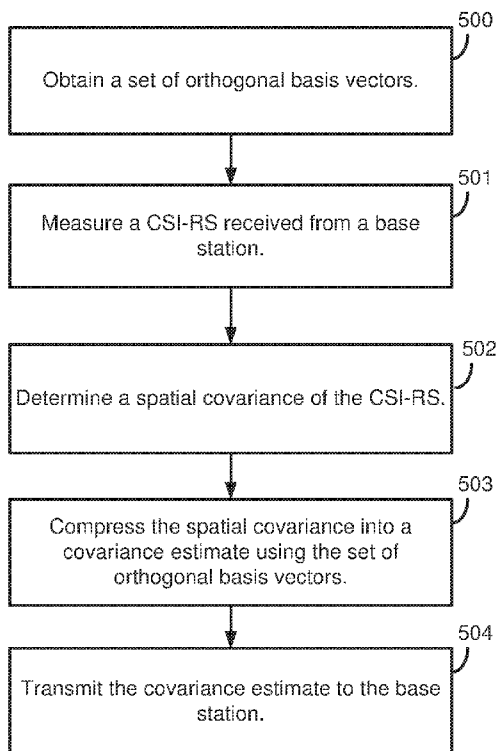 500
Obtain a set of orthogonal basis vectors.
501
Measure a CSI-RS received from a base
station.
502
Determine a spatial covariance of the CSI-RS.
503
Compress the spatial covariance into a
covariance estimate using the set of
orthogonal basis vectors.
504
Transmit the covariance estimate to the base
station.